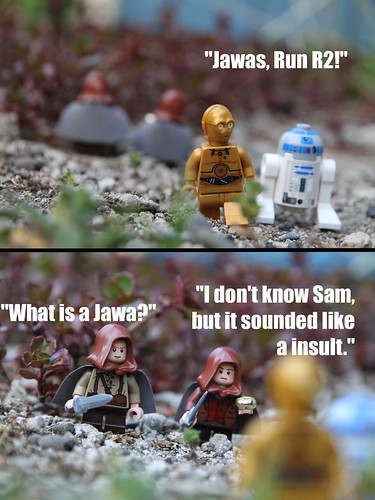 "Jawas, Run R2!"
"What is a Jawa?"
"I don't know Sam,
but it sounded like
a insult."